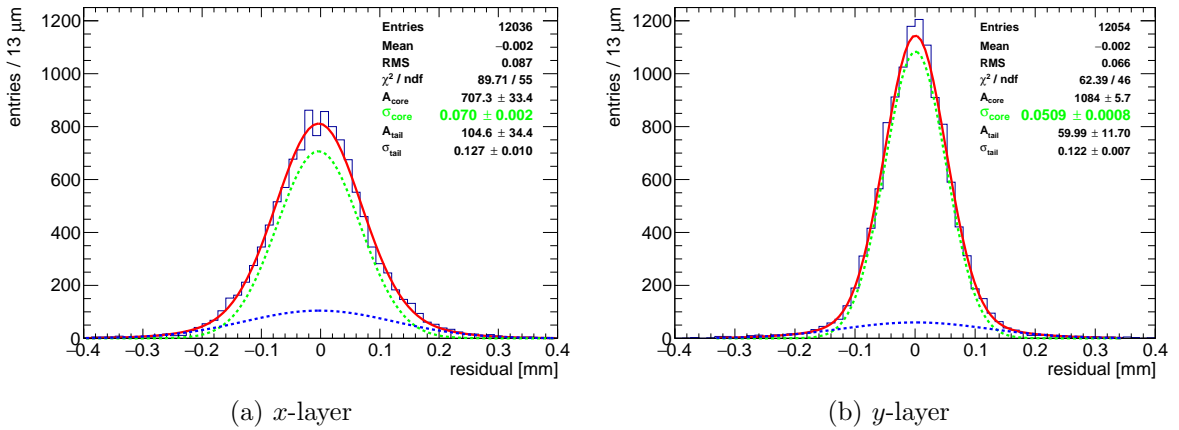 entries / 13 μm
1200
1000
800
600
400
200
0
−0.4 −0.3 −0.2 −0.1 0 0.1 0.2 0.3 0.4
residual [mm]
Entries 12036
Mean −0.002
RMS 0.087
χ² / ndf 89.71 / 55
A_core 707.3 ± 33.4
σ_core 0.070 ± 0.002
A_tail 104.6 ± 34.4
σ_tail 0.127 ± 0.010
(a) x-layer
entries / 13 μm
1200
1000
800
600
400
200
0
−0.4 −0.3 −0.2 −0.1 0 0.1 0.2 0.3 0.4
residual [mm]
Entries 12054
Mean −0.002
RMS 0.066
χ² / ndf 62.39 / 46
A_core 1084 ± 5.7
σ_core 0.0509 ± 0.0008
A_tail 59.99 ± 11.70
σ_tail 0.122 ± 0.007
(b) y-layer